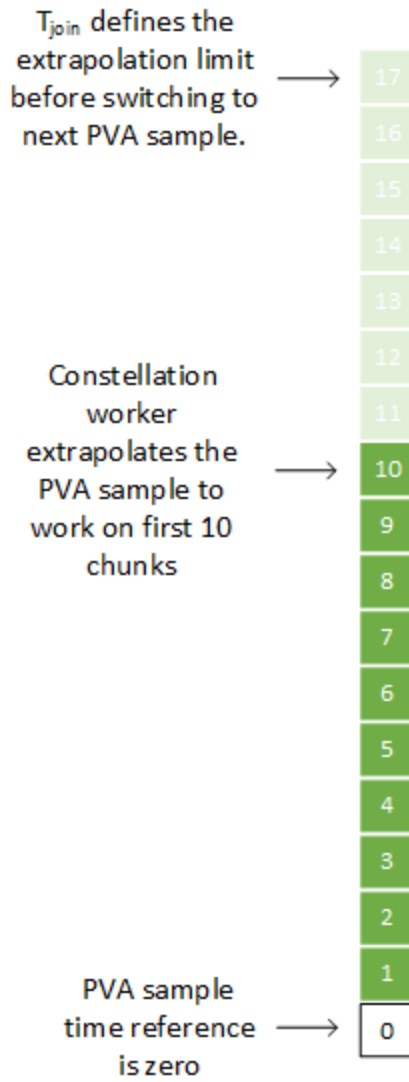 Tjoin defines the
extrapolation limit
before switching to
next PVA sample.
17
16
15
14
13
12
11
Constellation
worker
extrapolates the
PVA sample to
work on first 10
chunks
10
9
8
7
6
5
4
3
2
1
PVA sample
time reference
is zero
0